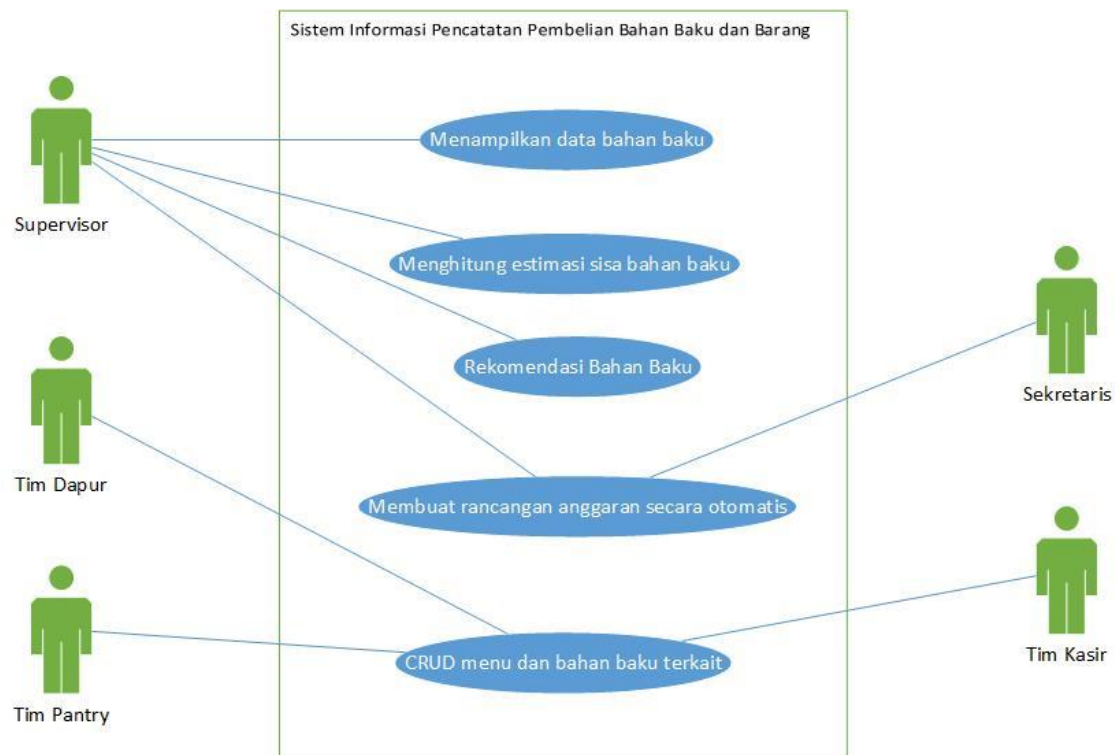 Sistem Informasi Pencatatan Pembelian Bahan Baku dan Barang
Menampilkan data bahan baku
Supervisor
Menghitung estimasi sisa bahan baku
Rekomendasi Bahan Baku
Sekretaris
Tim Dapur
Membuat rancangan anggaran secara otomatis
CRUD menu dan bahan baku terkait
Tim Kasir
Tim Pantry